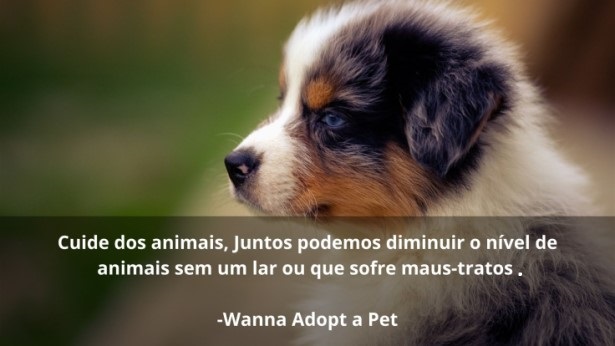 Cuide dos animais, Juntos podemos diminuir o nível de
animais sem um lar ou que sofre maus-tratos .
-Wanna Adopt a Pet